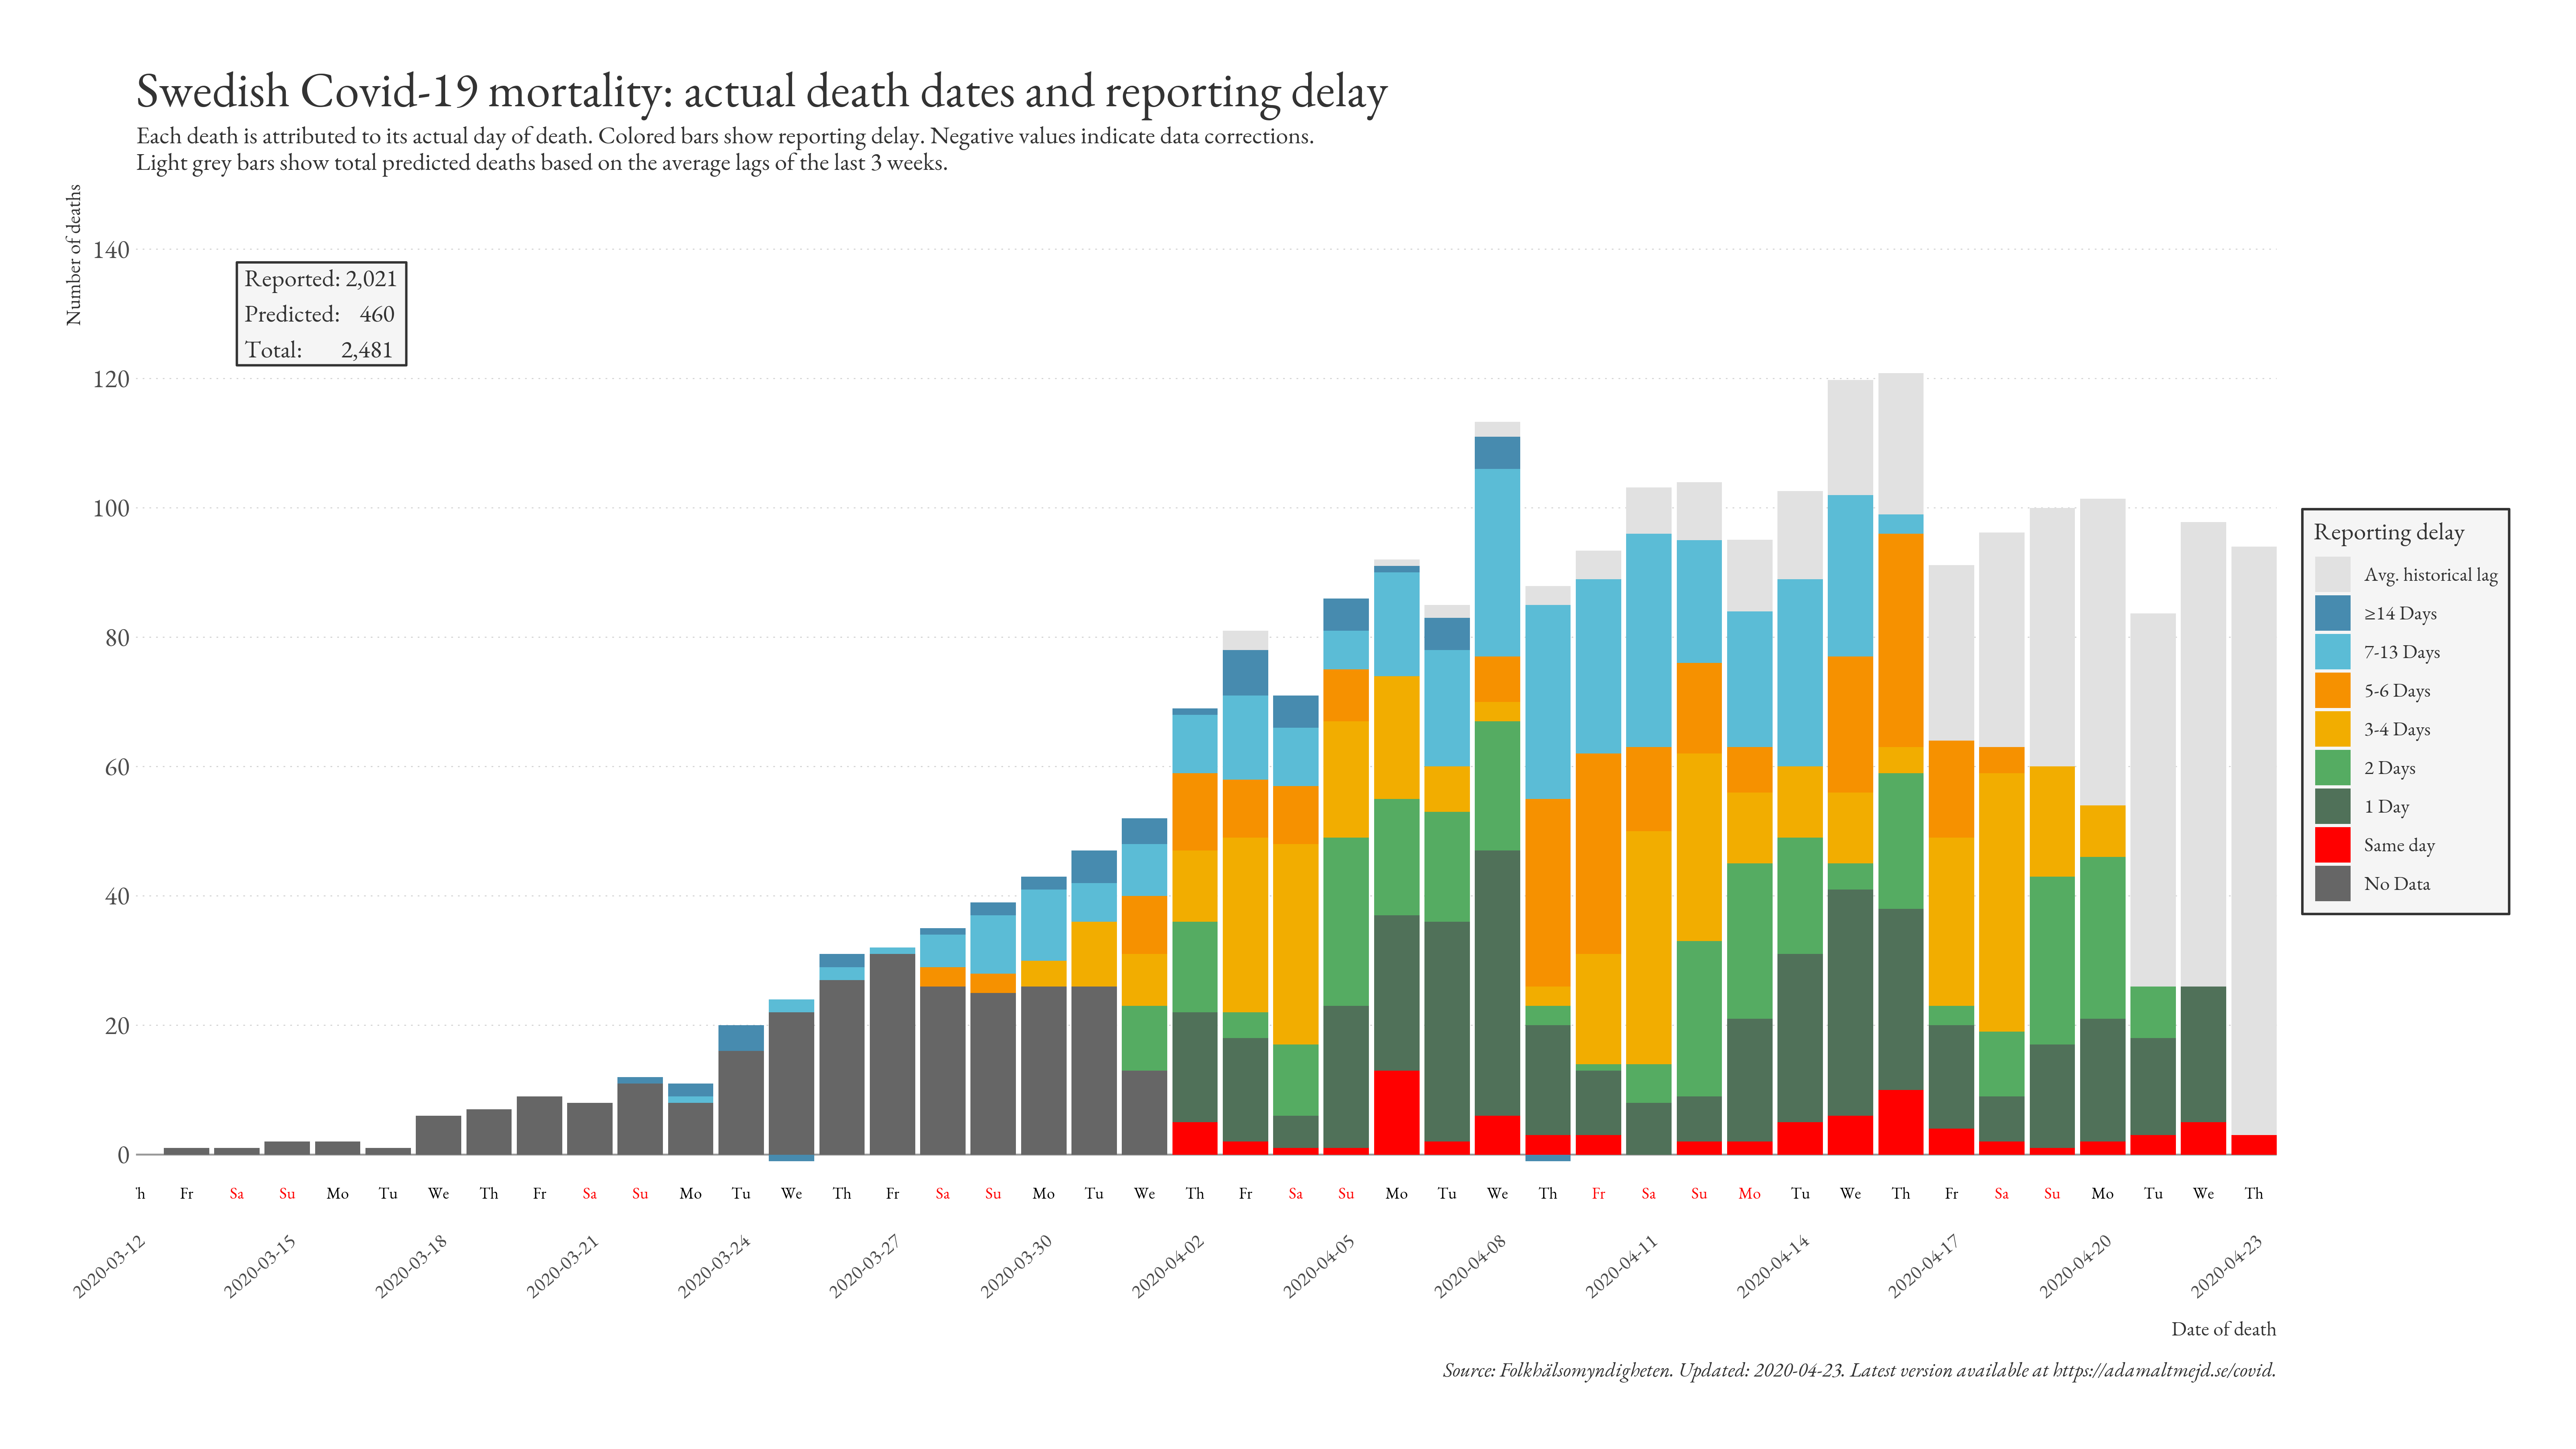 Swedish Covid-19 mortality: actual death dates and reporting delay
Each death is attributed to its actual day of death. Colored bars show reporting delay. Negative values indicate data corrections.
Light grey bars show total predicted deaths based on the average lags of the last 3 weeks.
Number of deaths
140
120
100
80
60
40
20
0
Reported: 2,021
Predicted: 460
Total: 2,481
Reporting delay
Avg. historical lag
≥14 Days
7-13 Days
5-6 Days
3-4 Days
2 Days
1 Day
Same day
No Data
h Fr Sa Su Mo Tu We Th Fr Sa Su Mo Tu We Th Fr Sa Su Mo Tu We Th Fr Sa Su Mo Tu We Th Fr Sa Su Mo Tu We Th Fr Sa Su Mo Tu We Th
2020-03-12 2020-03-15 2020-03-18 2020-03-21 2020-03-24 2020-03-27 2020-03-30 2020-04-02 2020-04-05 2020-04-08 2020-04-11 2020-04-14 2020-04-17 2020-04-20 2020-04-23
Date of death
Source: Folkhälsomyndigheten. Updated: 2020-04-23. Latest version available at https://adamaltmejd.se/covid.